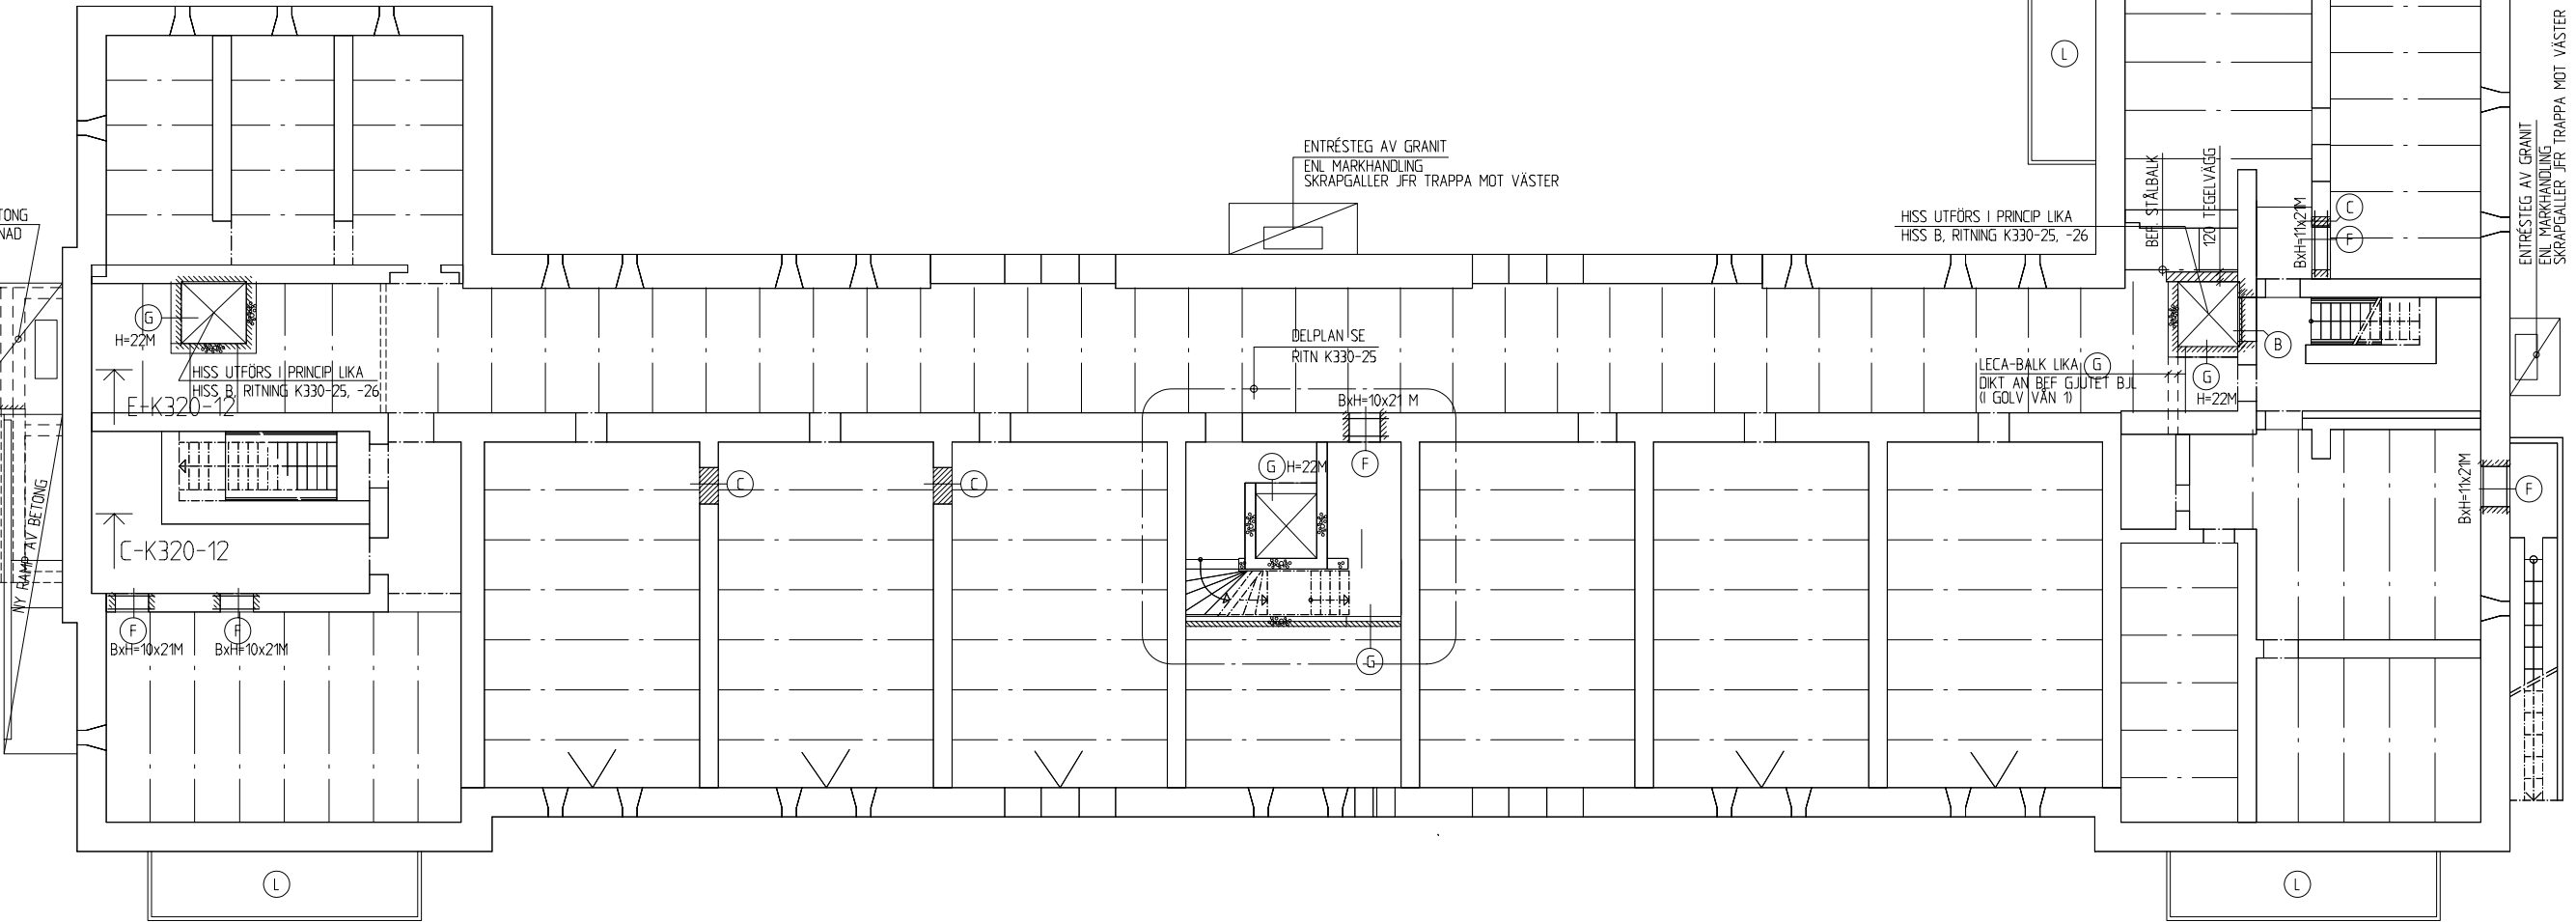 L
ENTRÉSTEG AV GRANIT
ENL MARKHANDLING
SKRAPGALLER JFR TRAPPA MOT VÄSTER
ENTRÉSTEG AV GRANIT
ENL MARKHANDLING
SKRAPGALLER JFR TRAPPA MOT VÄSTER
BEF. STÅLBALK
120 TEGELVÄGG
HISS UTFÖRS I PRINCIP LIKA
HISS B, RITNING K330-25, -26
BxH=11x21M
C
F
G
H=22M
HISS UTFÖRS I PRINCIP LIKA
HISS B, RITNING K330-25, -26
E-K320-12
DELPLAN SE
RITN K330-25
BxH=10x21 M
B
LECA-BALK LIKA G
DIKT AN BEF GJUTET BJL
(I GOLV VÅN 1)
G
H=22M
C
C
G H=22M
F
BxH=11x21M
F
C-K320-12
NY RAMP AV BETONG
F
BxH=10x21M
F
BxH=10x21M
G
L
L